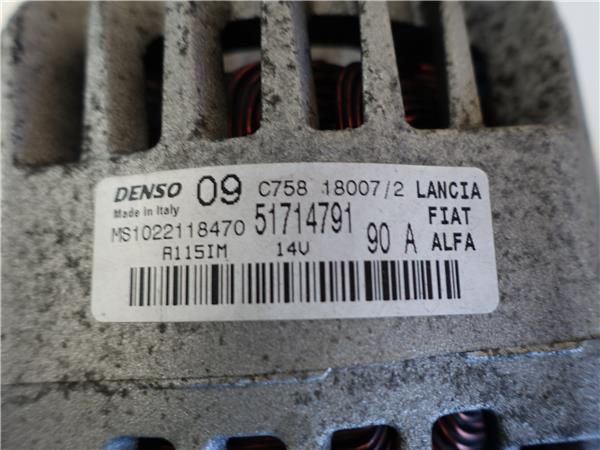 DENSO 09 C758 18007/2 LANCIA
Made in Italy FIAT
MS1022118470 51714791 90 A ALFA
A115IM 14V